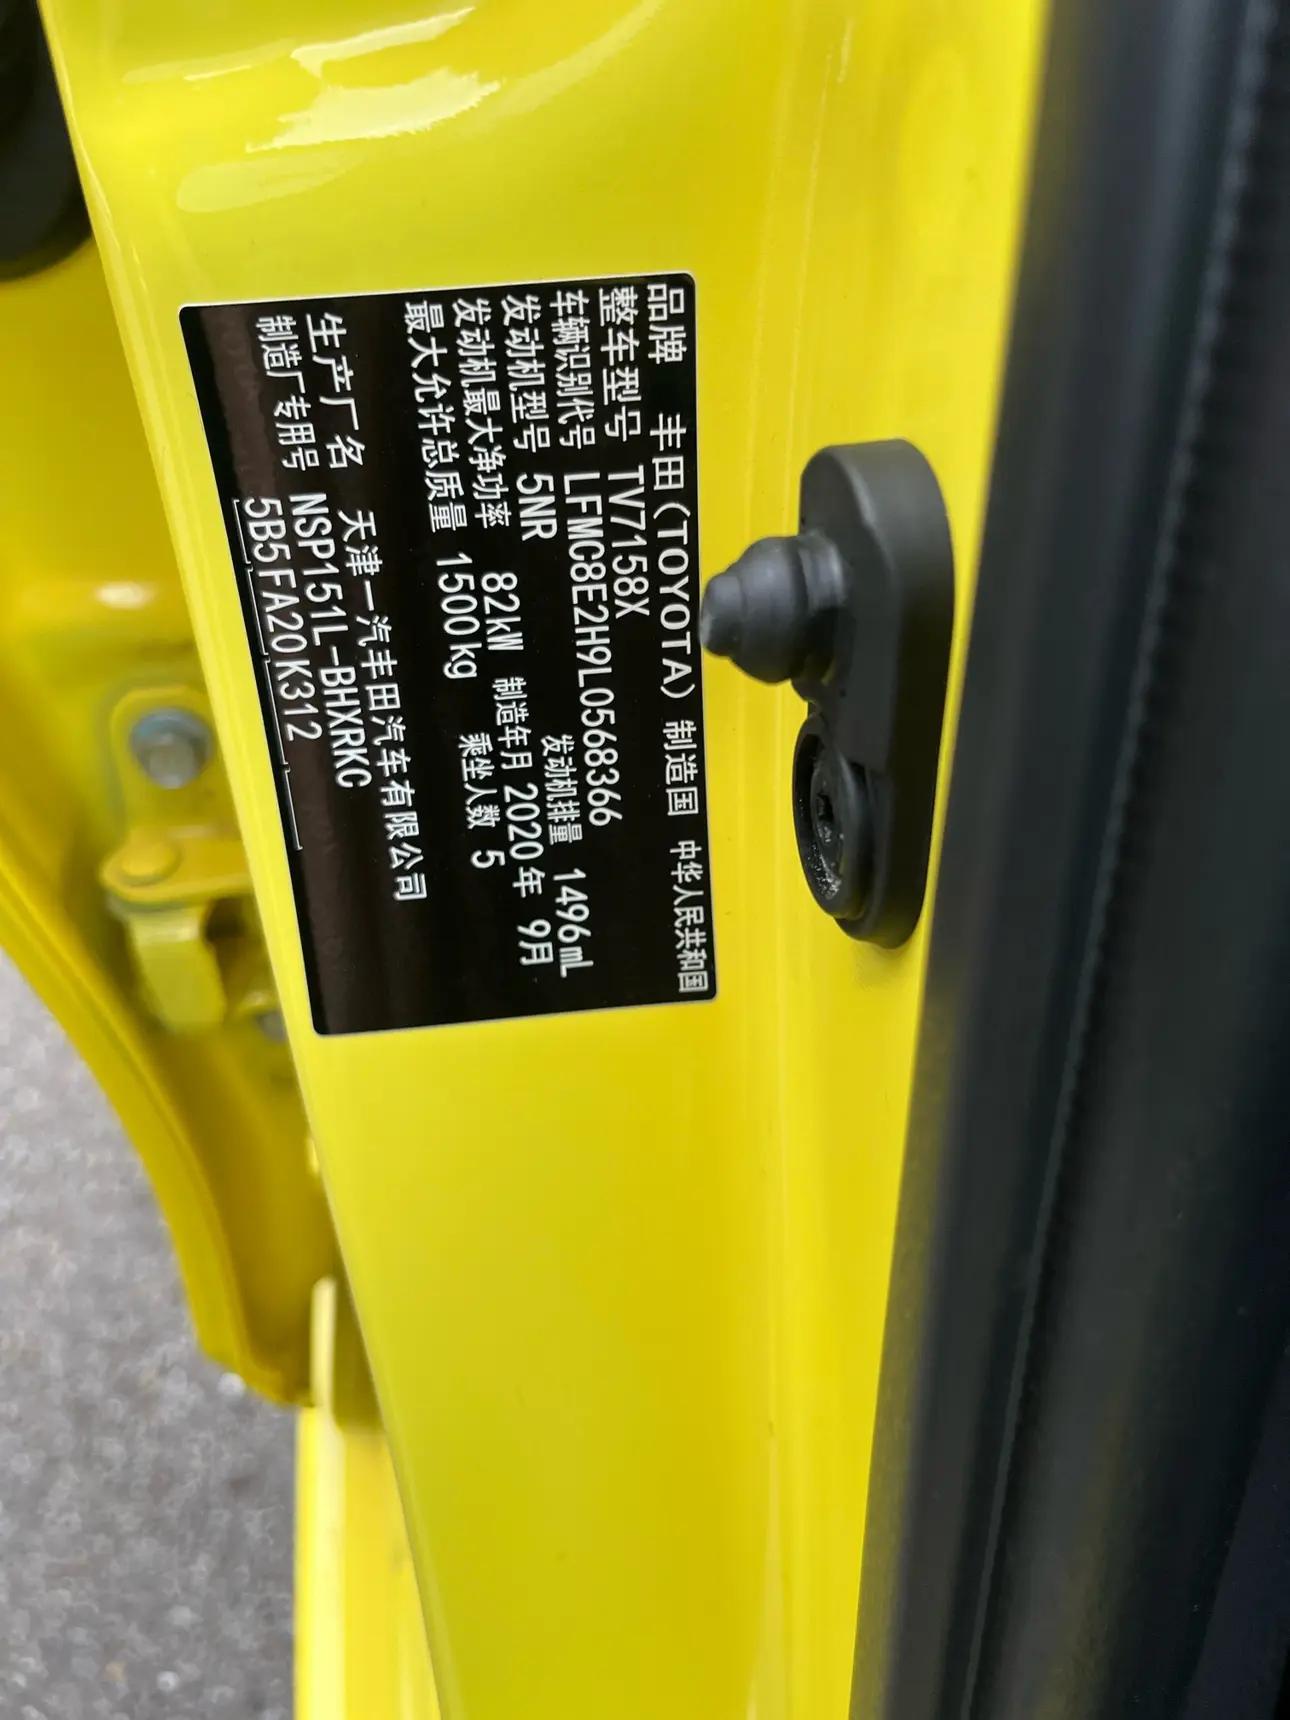 品牌 丰田(TOYOTA) 制造国 中华人民共和国
整车型号 TV7158X
车辆识别代号 LFMC8E2H9L0568366
发动机型号 5NR 发动机排量 1496mL
发动机最大净功率 82kW 制造年月 2020年 9月
最大允许总质量 1500kg 乘坐人数 5
生产厂名 天津一汽丰田汽车有限公司
制造厂专用号 NSP151L-BHXRKC
5B5FA20K312